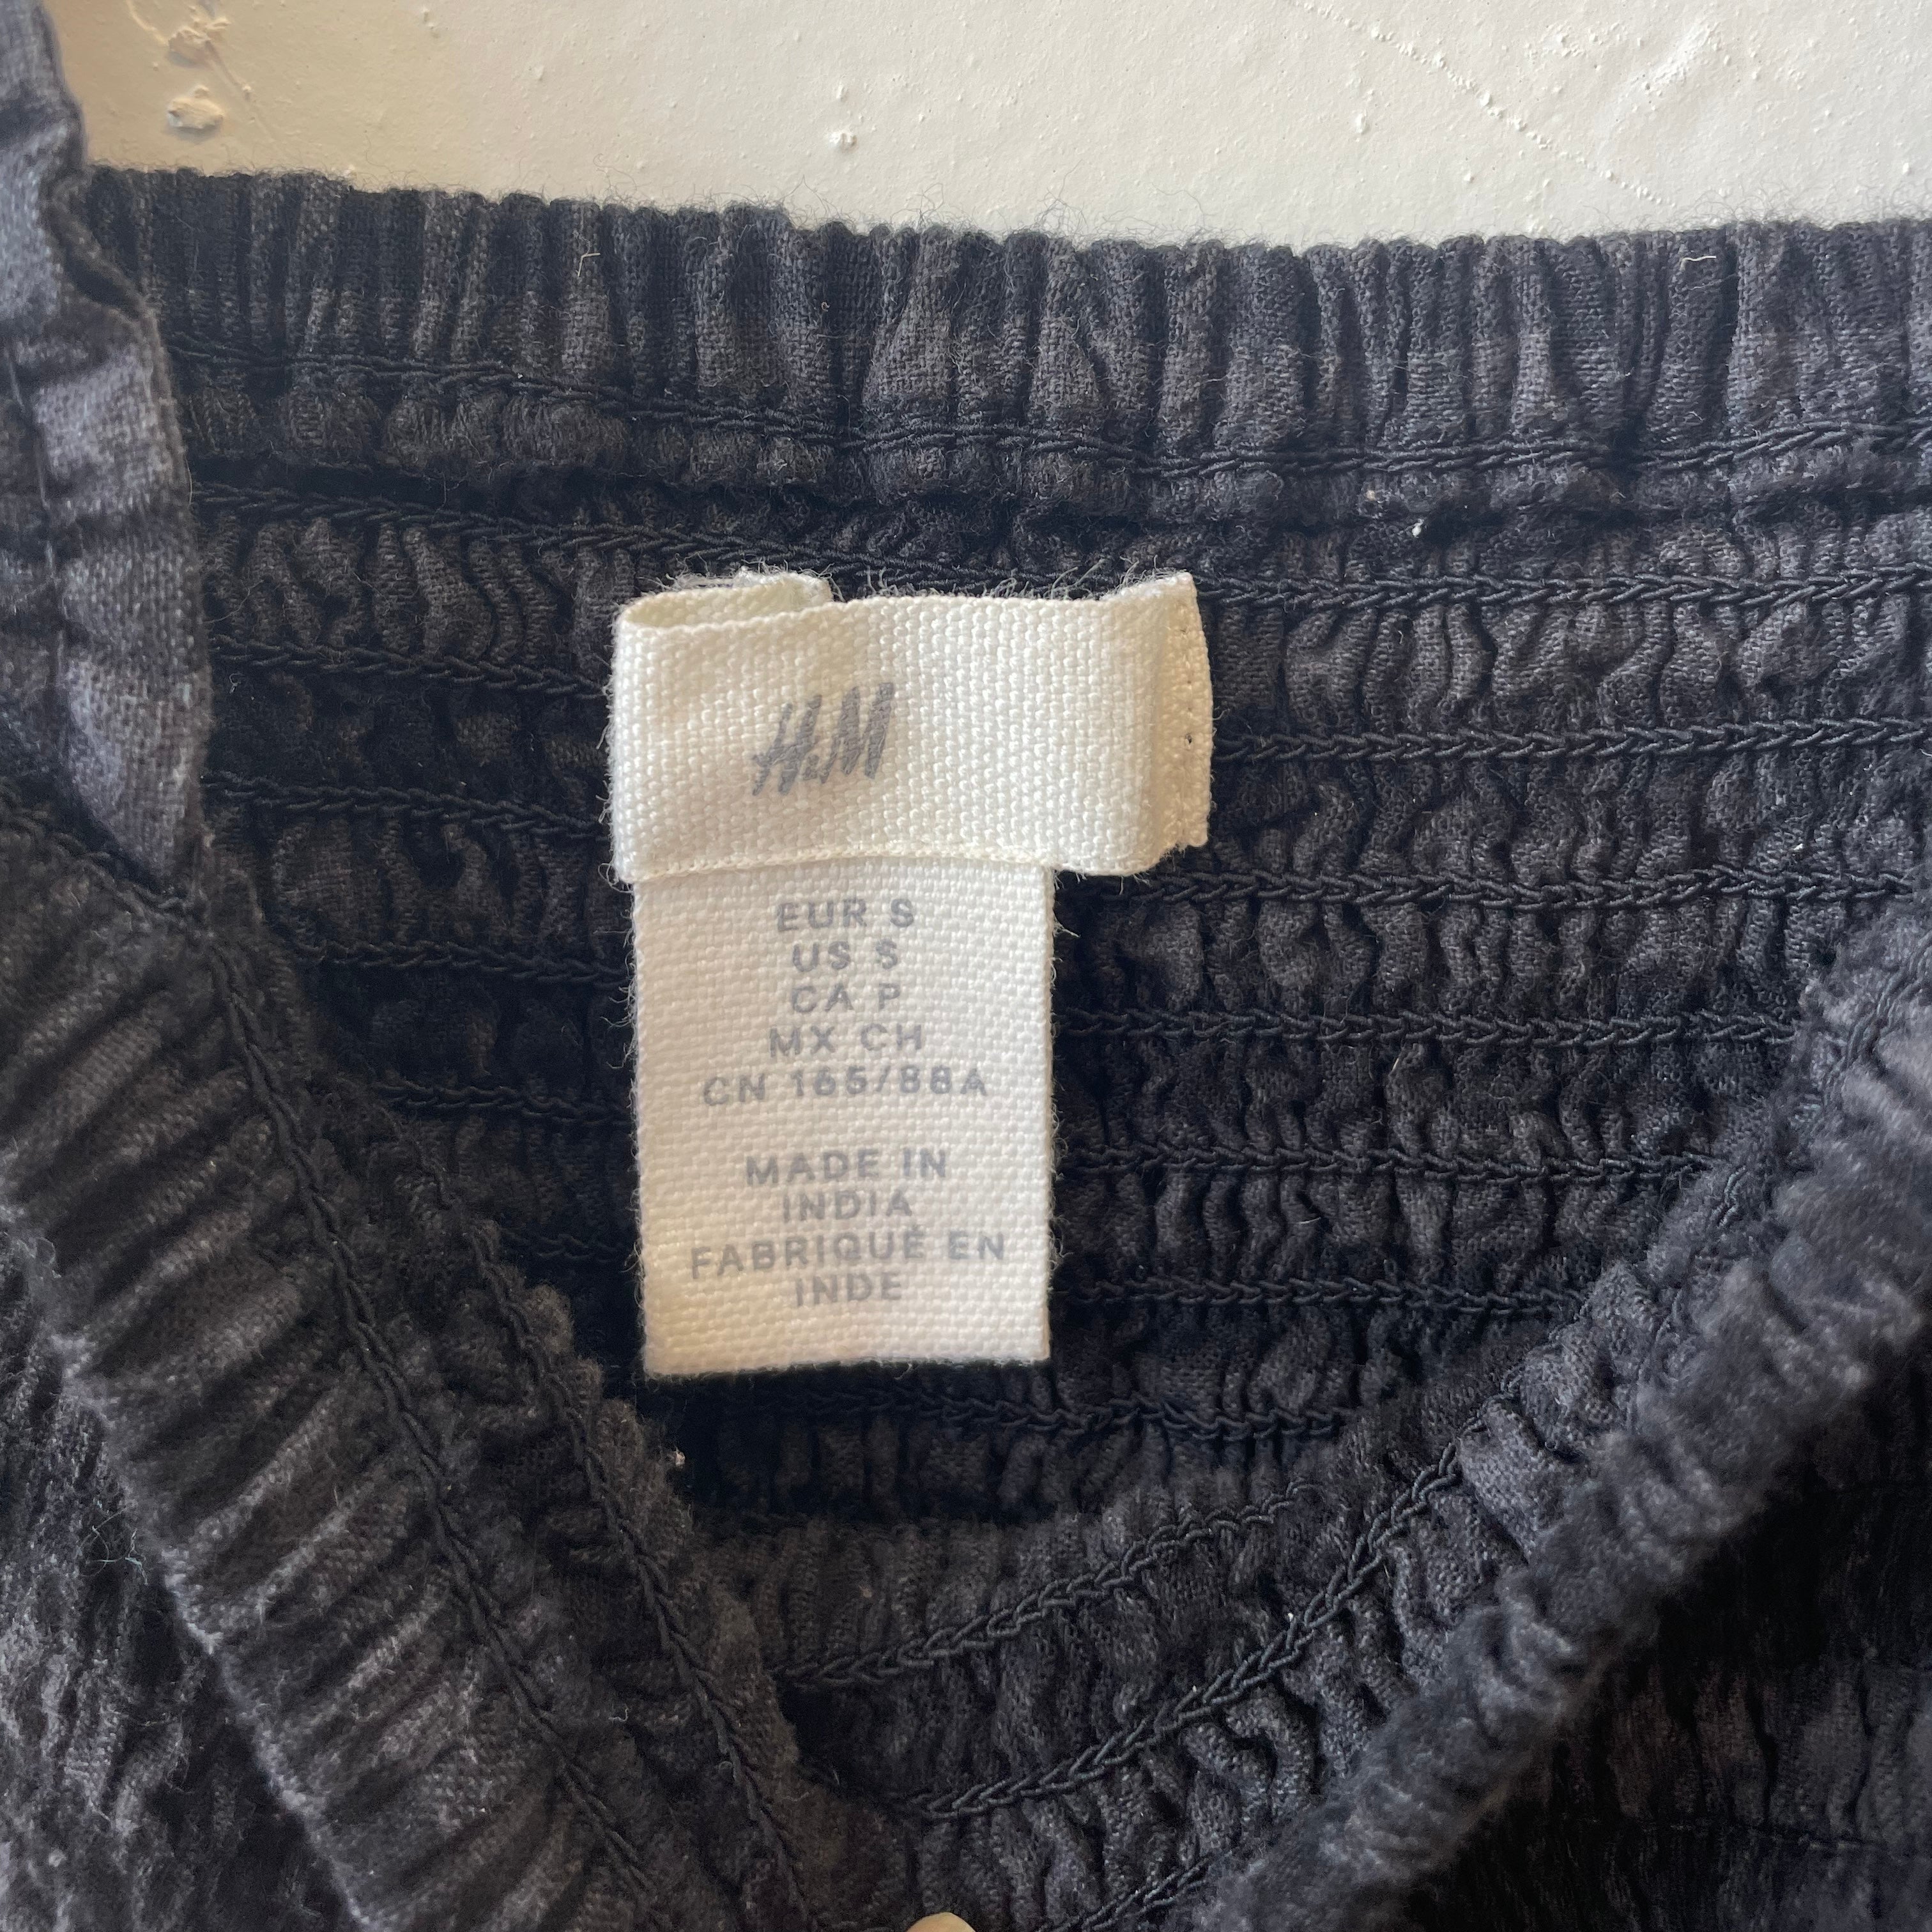 H&M
EUR S
US S
CA P
MX CH
CN 165/88A
MADE IN
INDIA
FABRIQUÉ EN
INDE